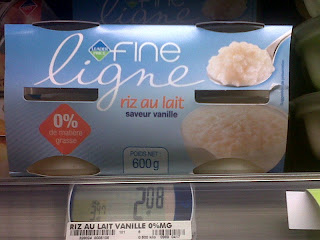 LEADER
PRICE
fine
ligne
riz au lait
saveur vanille
0%
de matière
grasse
POIDS NET
600g
2€08
RIZ AU LAIT VANILLE 0%MG